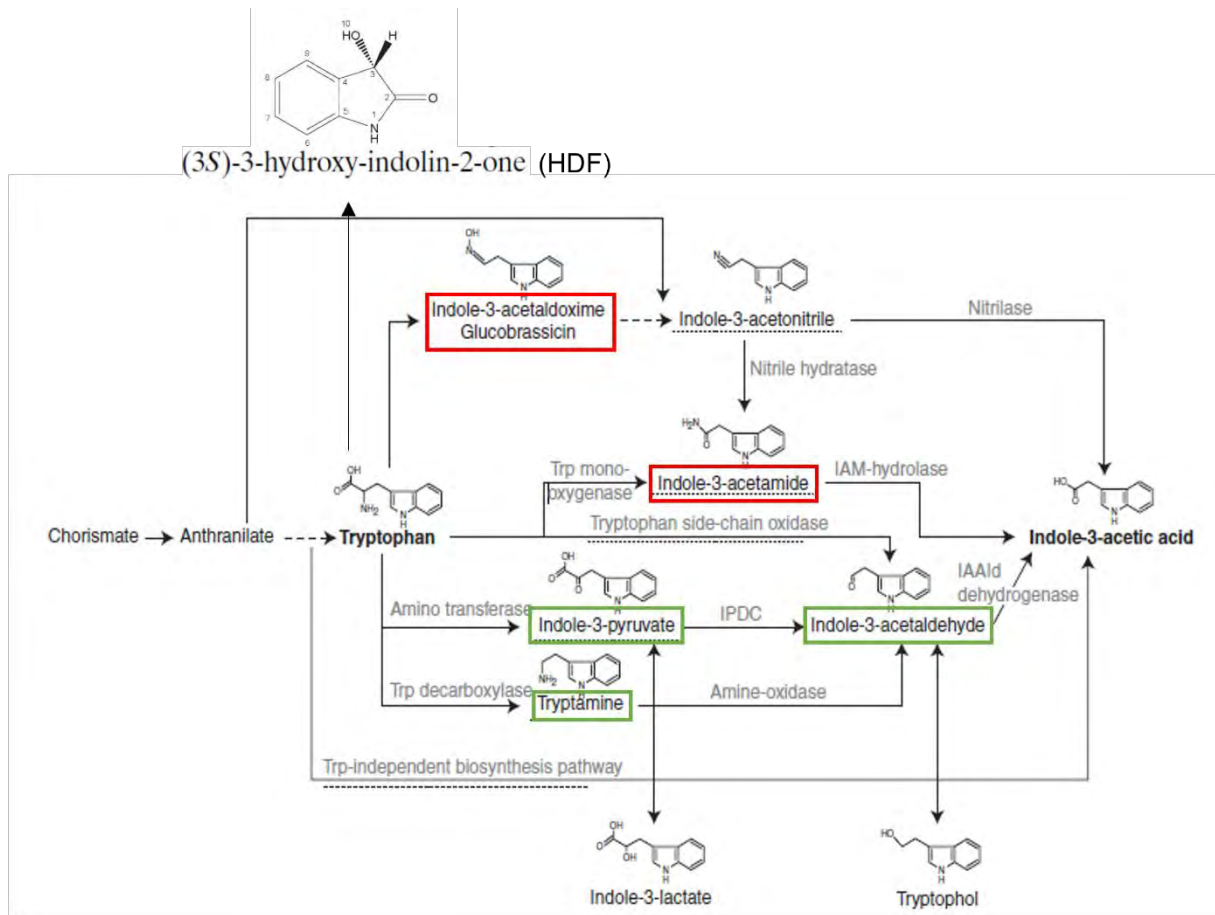 10
HO
H
9
3
8
4
2
O
7
5
1
N
H
6
(3S)-3-hydroxy-indolin-2-one (HDF)
OH
N
N
H
Indole-3-acetaldoxime
Glucobrassicin
N
N
H
Indole-3-acetonitrile
Nitrilase
Nitrile hydratase
H2N
O
N
H
Trp mono-
oxygenase
Indole-3-acetamide
IAM-hydrolase
OH
O
NH2
N
H
HO
O
N
H
Tryptophan side-chain oxidase
Chorismate
Anthranilate
Tryptophan
Indole-3-acetic acid
OH
O
O
N
H
O
N
H
IAAld
dehydrogenase
Amino transferase
Indole-3-pyruvate
IPDC
Indole-3-acetaldehyde
NH2
N
H
Trp decarboxylase
Tryptamine
Amine-oxidase
Trp-independent biosynthesis pathway
OH
O
OH
N
H
HO
N
H
Indole-3-lactate
Tryptophol